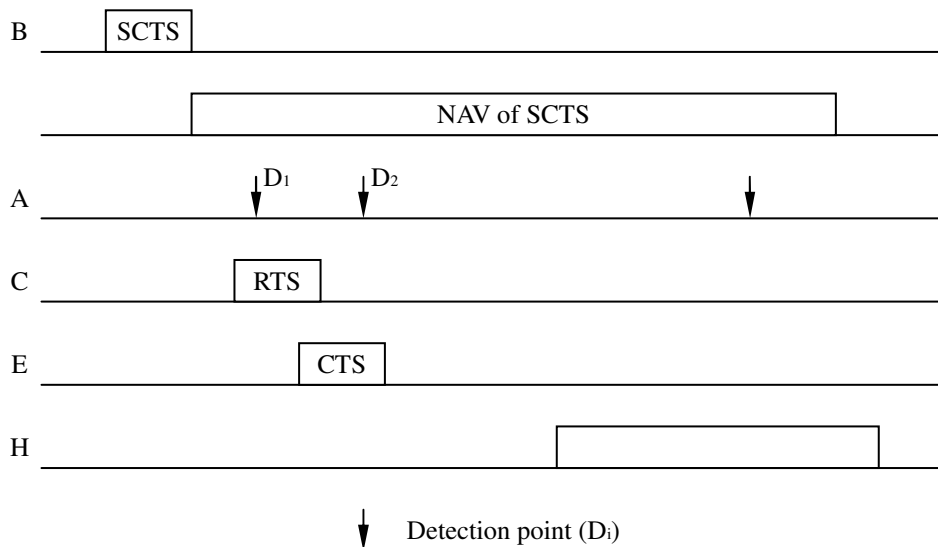 B
SCTS
NAV of SCTS
A
D₁
D₂
C
RTS
E
CTS
H
Detection point (Dᵢ)